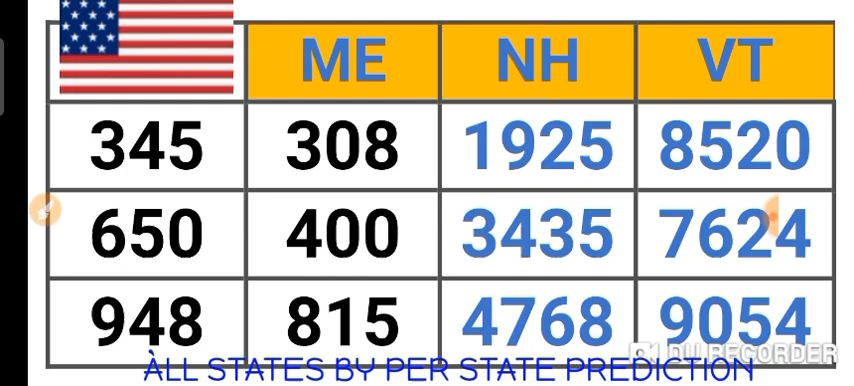 ME NH VT
345 308 1925 8520
650 400 3435 7624
948 815 4768 9054
DU RECORDER
ÀLL STATES BY PER STATE PREDICTION